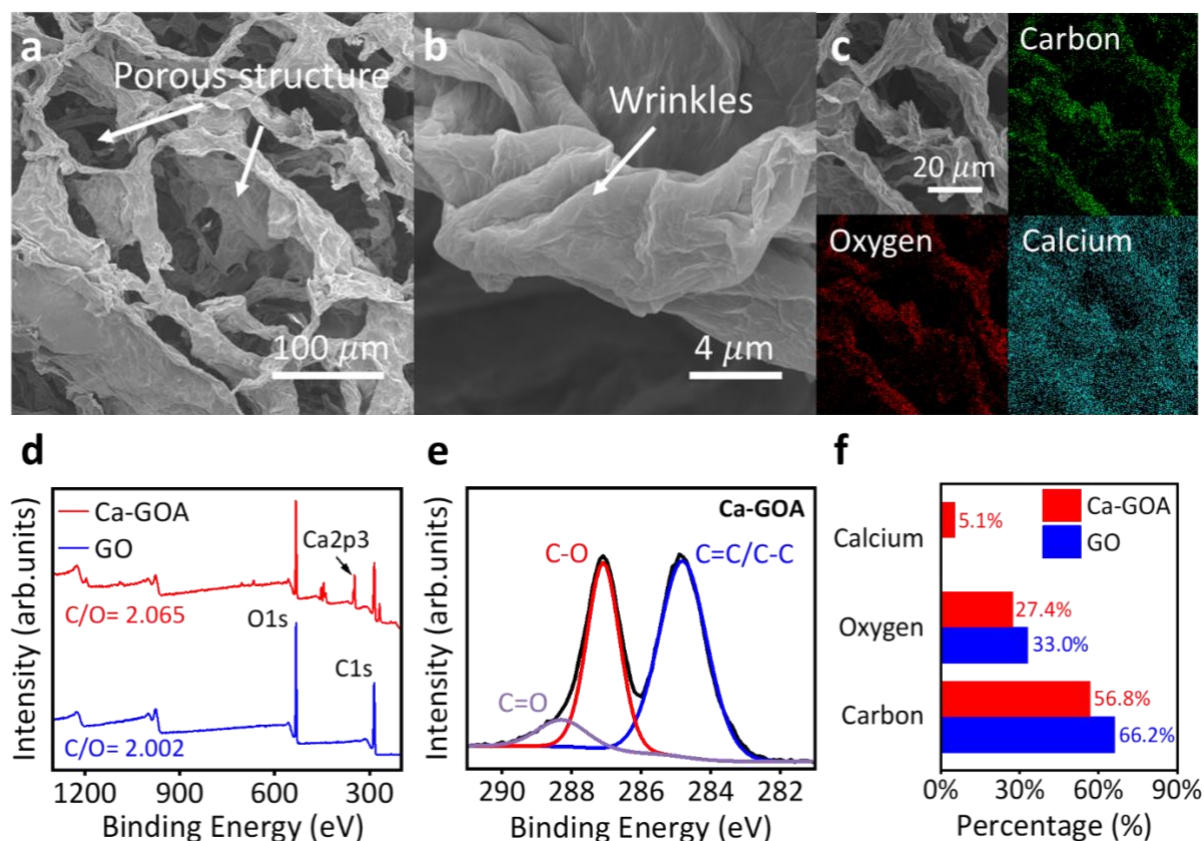 a
Porous structure
100 μm
b
Wrinkles
4 μm
c
20 μm
Carbon
Oxygen
Calcium
d
Intensity (arb.units)
Ca-GOA
GO
Ca2p3
C/O= 2.065
O1s
C1s
C/O= 2.002
1200 900 600 300
Binding Energy (eV)
e
Intensity (arb.units)
Ca-GOA
C-O
C=C/C-C
C=O
290 288 286 284 282
Binding Energy (eV)
f
Ca-GOA
GO
Calcium
5.1%
Oxygen
27.4%
33.0%
Carbon
56.8%
66.2%
0% 30% 60% 90%
Percentage (%)